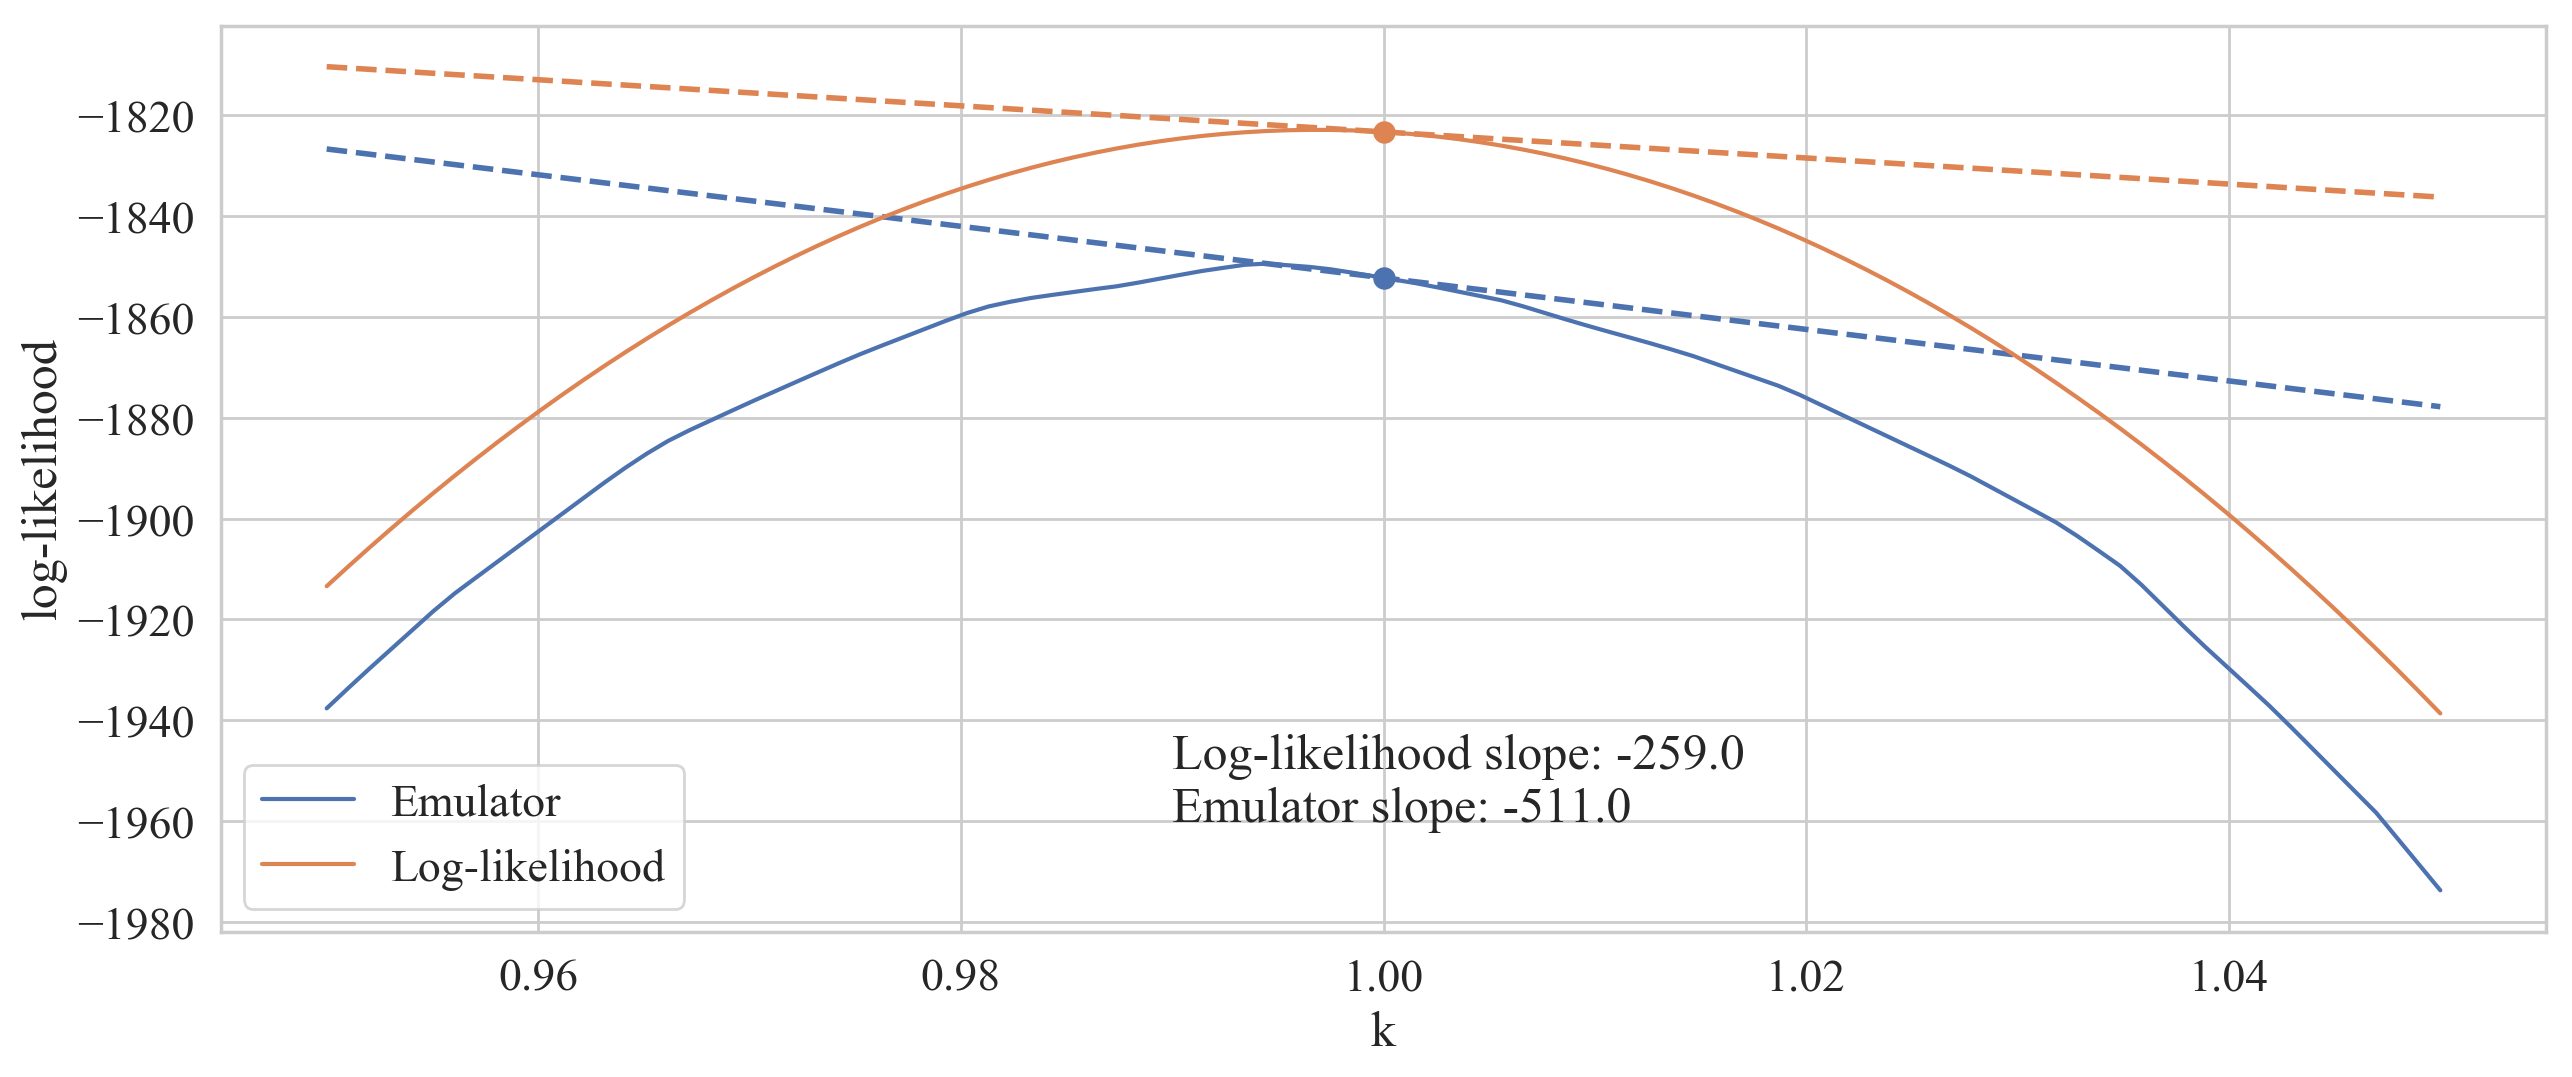 −1820
−1840
−1860
−1880
−1900
−1920
−1940
−1960
−1980
log-likelihood
Log-likelihood slope: -259.0
Emulator slope: -511.0
Emulator
Log-likelihood
0.96 0.98 1.00 1.02 1.04
k